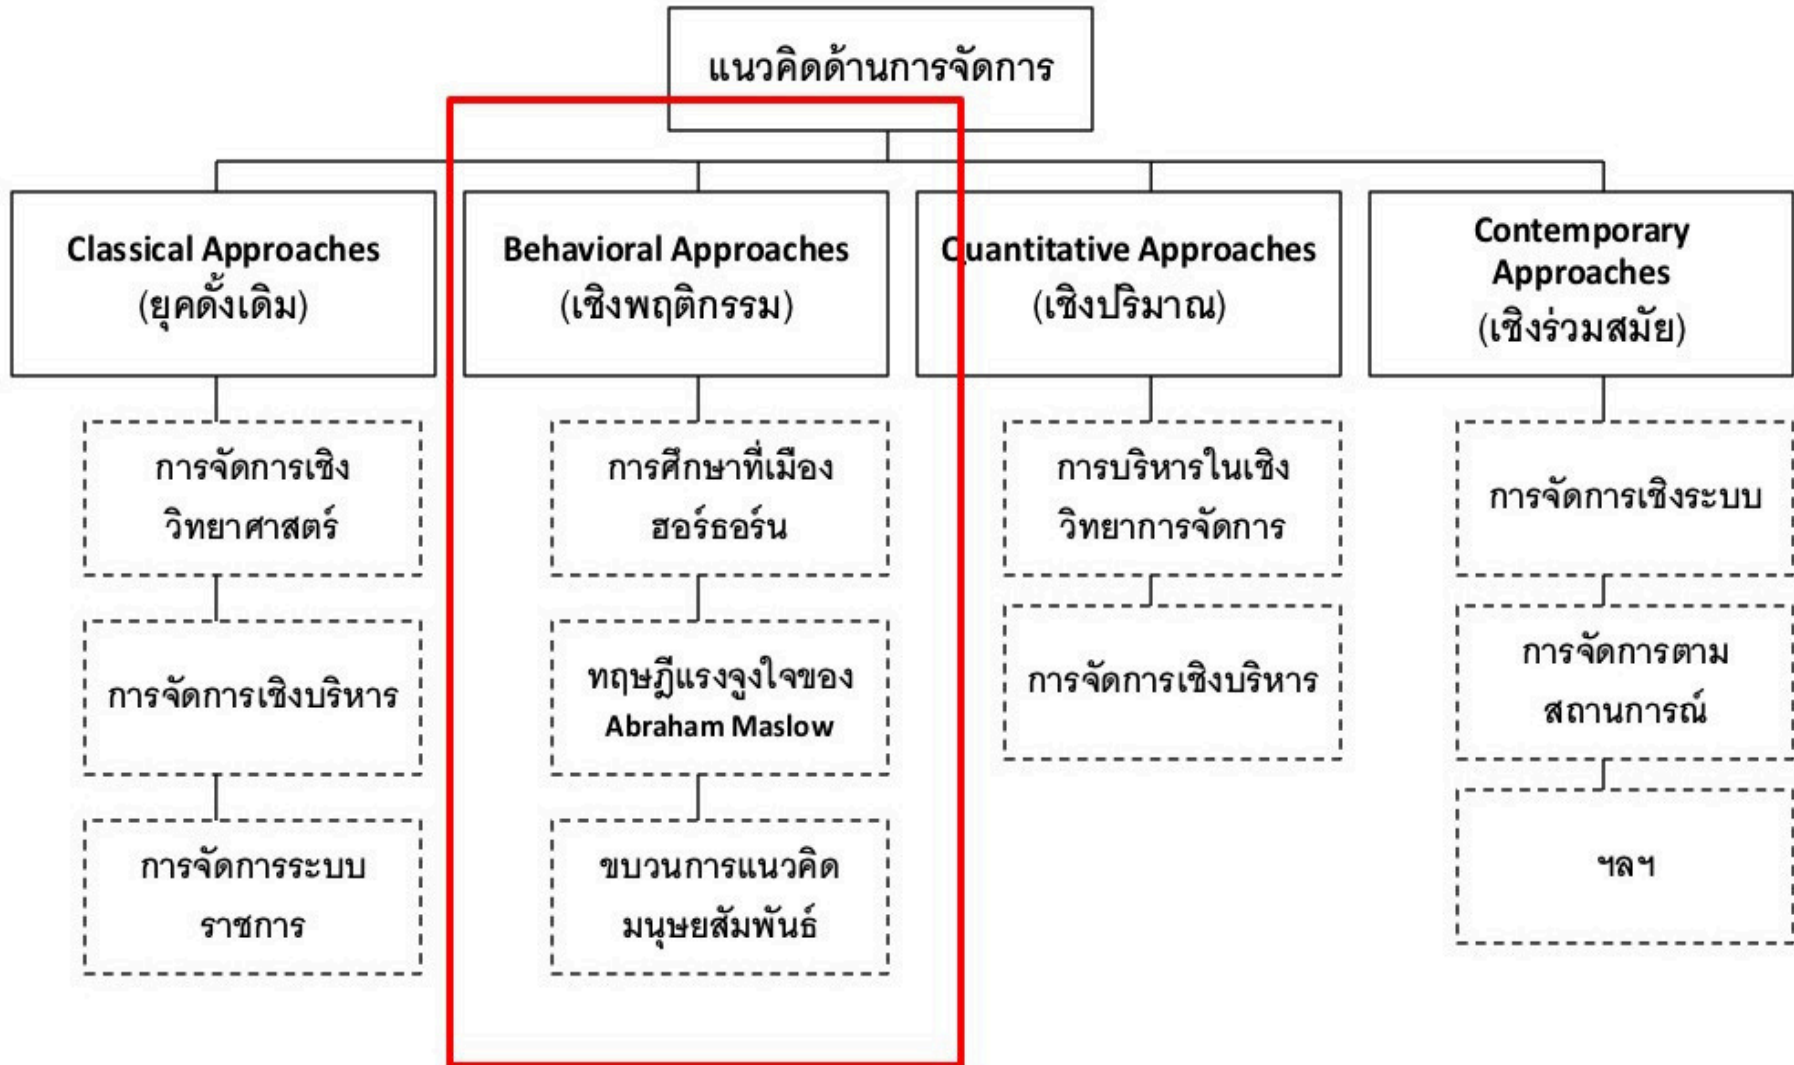 แนวคิดด้านการจัดการ
Classical Approaches
(ยุคดั้งเดิม)
การจัดการเชิง
วิทยาศาสตร์
การจัดการเชิงบริหาร
การจัดการระบบ
ราชการ
Behavioral Approaches
(เชิงพฤติกรรม)
การศึกษาที่เมือง
ฮอร์ธอร์น
ทฤษฎีแรงจูงใจของ
Abraham Maslow
ขบวนการแนวคิด
มนุษยสัมพันธ์
Quantitative Approaches
(เชิงปริมาณ)
การบริหารในเชิง
วิทยาการจัดการ
การจัดการเชิงบริหาร
Contemporary
Approaches
(เชิงร่วมสมัย)
การจัดการเชิงระบบ
การจัดการตาม
สถานการณ์
ฯลฯ